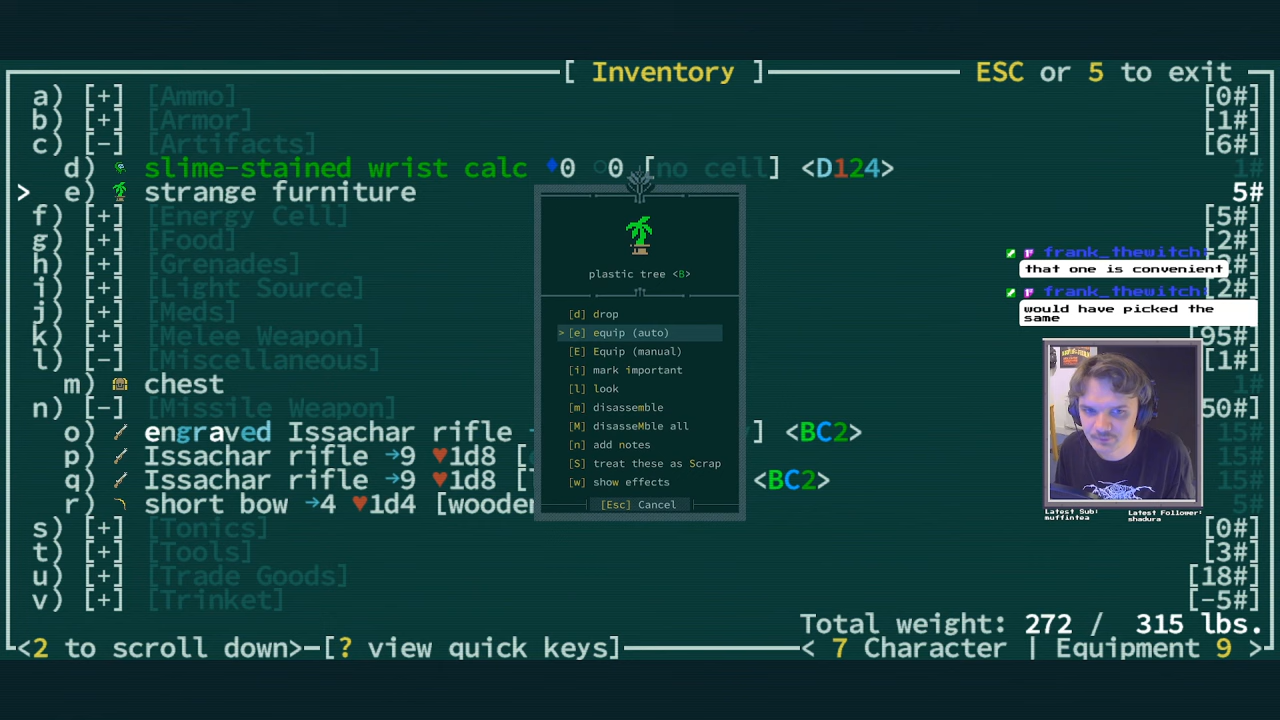 [ Inventory ] ESC or 5 to exit
a) [+] [Ammo] [0#]
b) [+] [Armor] [1#]
c) [-] [Artifacts] [6#]
d) slime-stained wrist calc ♦0 ○0 [no cell] <D124> 1#
> e) strange furniture 5#
f) [+] [Energy Cell] [5#]
g) [+] [Food] [2#]
h) [+] [Grenades]
i) [+] [Light Source] [2#]
j) [+] [Meds]
k) [+] [Melee Weapon] [95#]
l) [-] [Miscellaneous] [1#]
m) chest 1#
n) [-] [Missile Weapon] 50#]
o) engraved Issachar rifle ] <BC2> 15#
p) Issachar rifle →9 ♥1d8 [ 15#
q) Issachar rifle →9 ♥1d8 [ <BC2> 15#
r) short bow →4 ♥1d4 [wooden 5#
s) [+] [Tonics] [0#]
t) [+] [Tools] [3#]
u) [+] [Trade Goods] [18#]
v) [+] [Trinket] [-5#]
Total weight: 272 / 315 lbs.
<2 to scroll down> [? view quick keys] < 7 Character | Equipment 9 >
plastic tree <B>
[d] drop
> [e] equip (auto)
[E] Equip (manual)
[i] mark important
[l] look
[m] disassemble
[M] disasseMble all
[n] add notes
[S] treat these as Scrap
[w] show effects
[Esc] Cancel
frank_thewitch:
that one is convenient
frank_thewitch:
would have picked the
same
Latest Sub:
muffintea
Latest Follower:
shadura